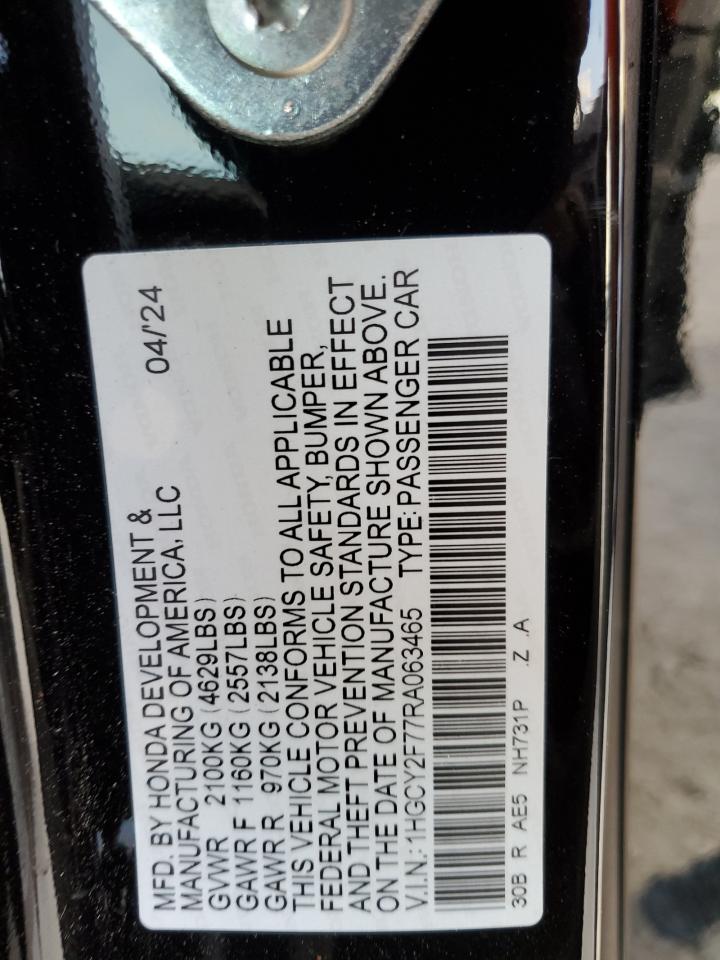 MFD. BY HONDA DEVELOPMENT &
MANUFACTURING OF AMERICA, LLC 04/'24
GVWR 2100KG (4629LBS)
GAWR F 1160KG (2557LBS)
GAWR R 970KG (2138LBS)
THIS VEHICLE CONFORMS TO ALL APPLICABLE
FEDERAL MOTOR VEHICLE SAFETY, BUMPER,
AND THEFT PREVENTION STANDARDS IN EFFECT
ON THE DATE OF MANUFACTURE SHOWN ABOVE.
V.I.N.: 1HGCY2F77RA063465 TYPE: PASSENGER CAR
30B R AE5 NH731P .Z .A